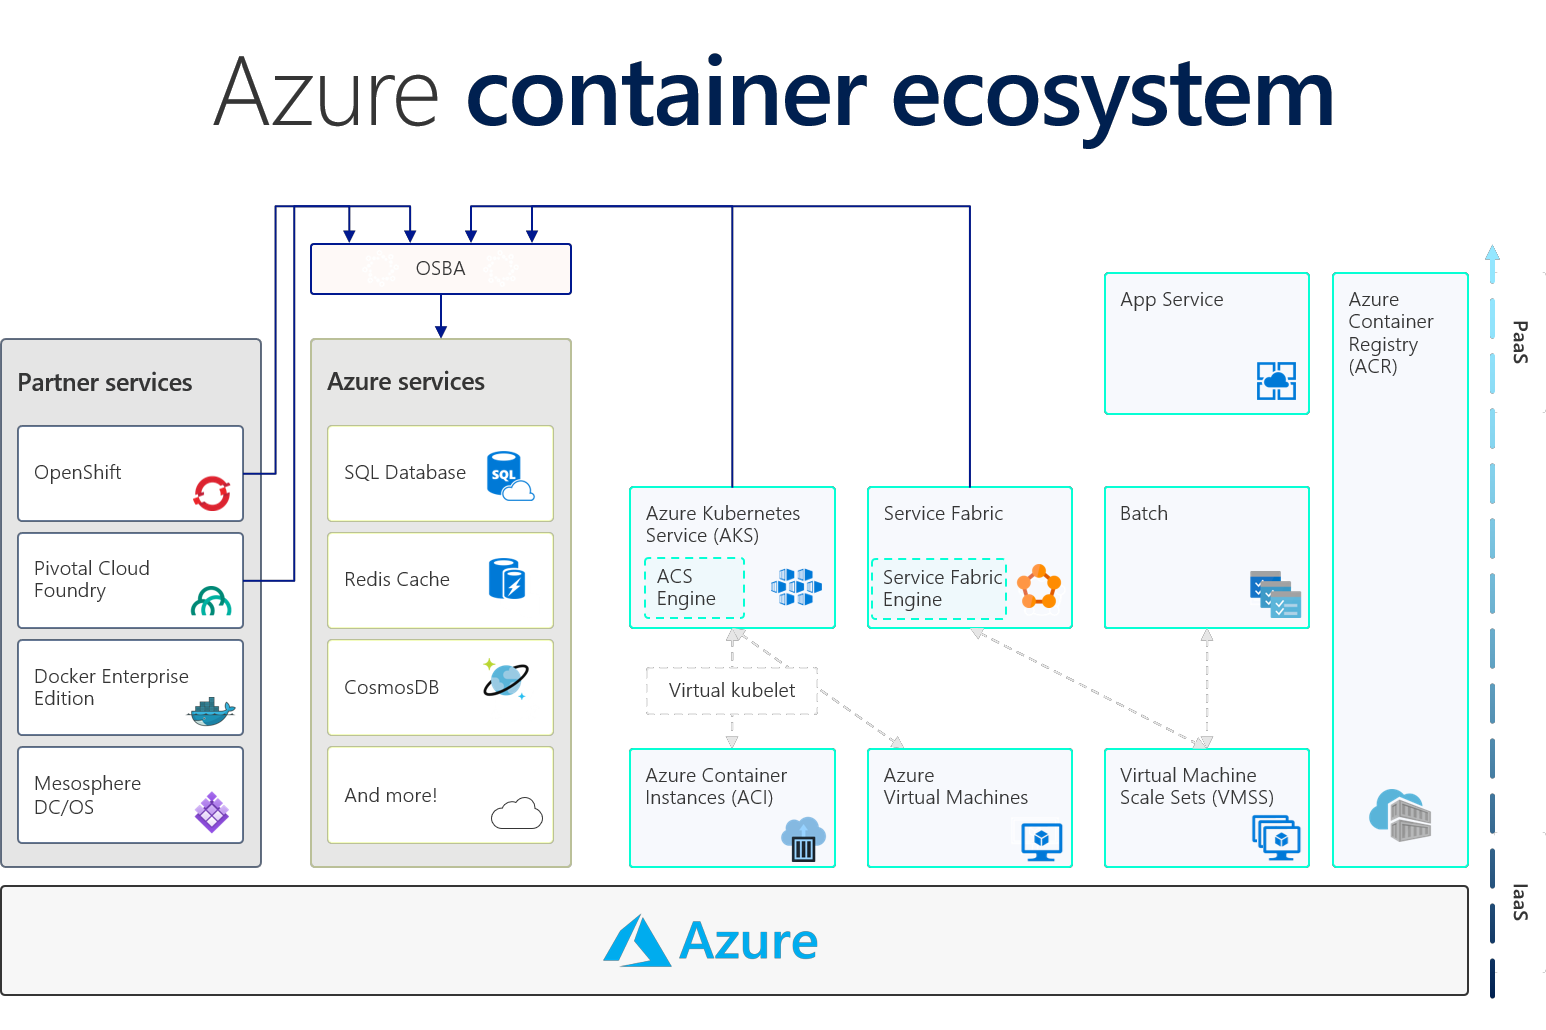 Azure container ecosystem
OSBA
Partner services
OpenShift
Pivotal Cloud
Foundry
Docker Enterprise
Edition
Mesosphere
DC/OS
Azure services
SQL Database
SQL
Redis Cache
CosmosDB
And more!
Azure Kubernetes
Service (AKS)
ACS
Engine
Service Fabric
Service Fabric
Engine
App Service
Batch
Azure
Container
Registry
(ACR)
Virtual kubelet
Azure Container
Instances (ACI)
Azure
Virtual Machines
Virtual Machine
Scale Sets (VMSS)
PaaS
IaaS
Azure